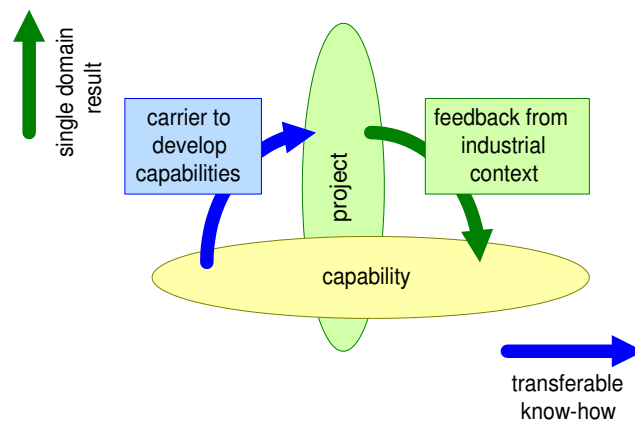 single domain
result
carrier to
develop
capabilities
project
feedback from
industrial
context
capability
transferable
know-how